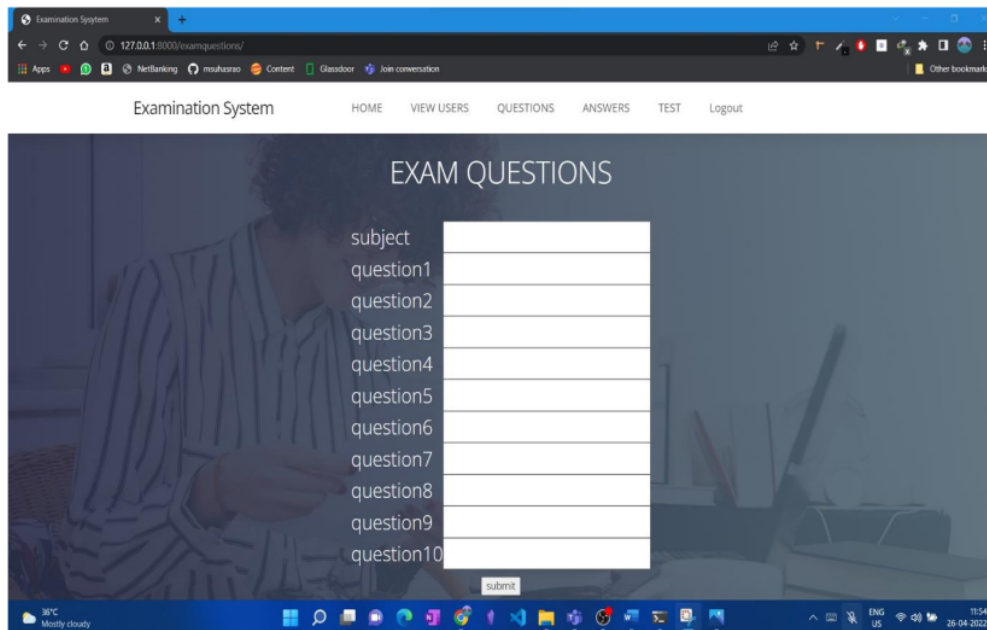 Examination Sysytem
127.0.0.1:8000/examquestions/
Apps NetBanking msuhasrao Content Glassdoor Join conversation Other bookmark
Examination System HOME VIEW USERS QUESTIONS ANSWERS TEST Logout
EXAM QUESTIONS
subject
question1
question2
question3
question4
question5
question6
question7
question8
question9
question10
submit
36°C ENG 11:54
Mostly cloudy US 26-04-2022